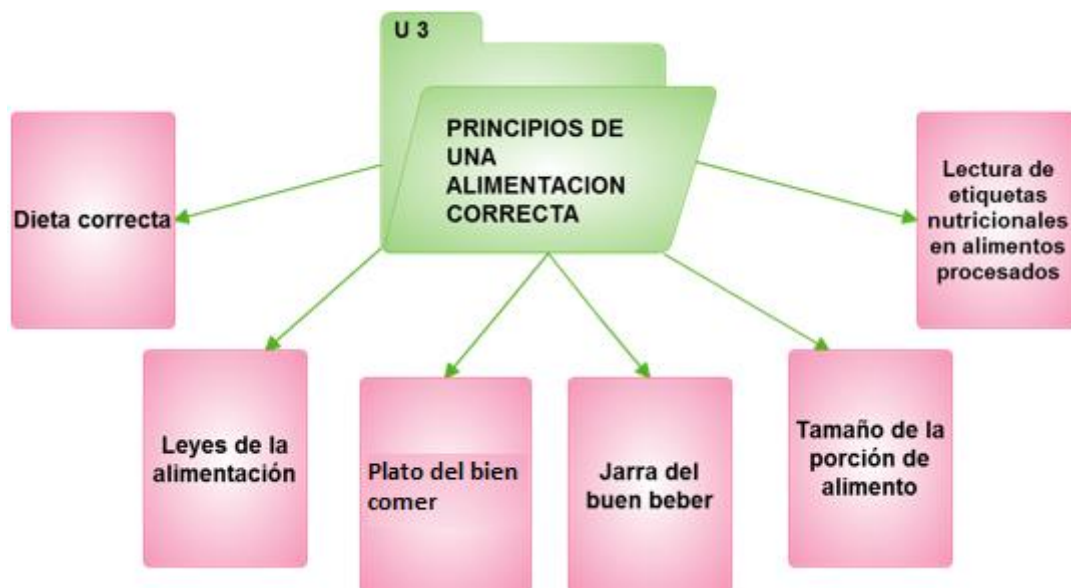 U 3
PRINCIPIOS DE
UNA
ALIMENTACION
CORRECTA
Dieta correcta
Leyes de la
alimentación
Plato del bien
comer
Jarra del
buen beber
Tamaño de la
porción de
alimento
Lectura de
etiquetas
nutricionales
en alimentos
procesados